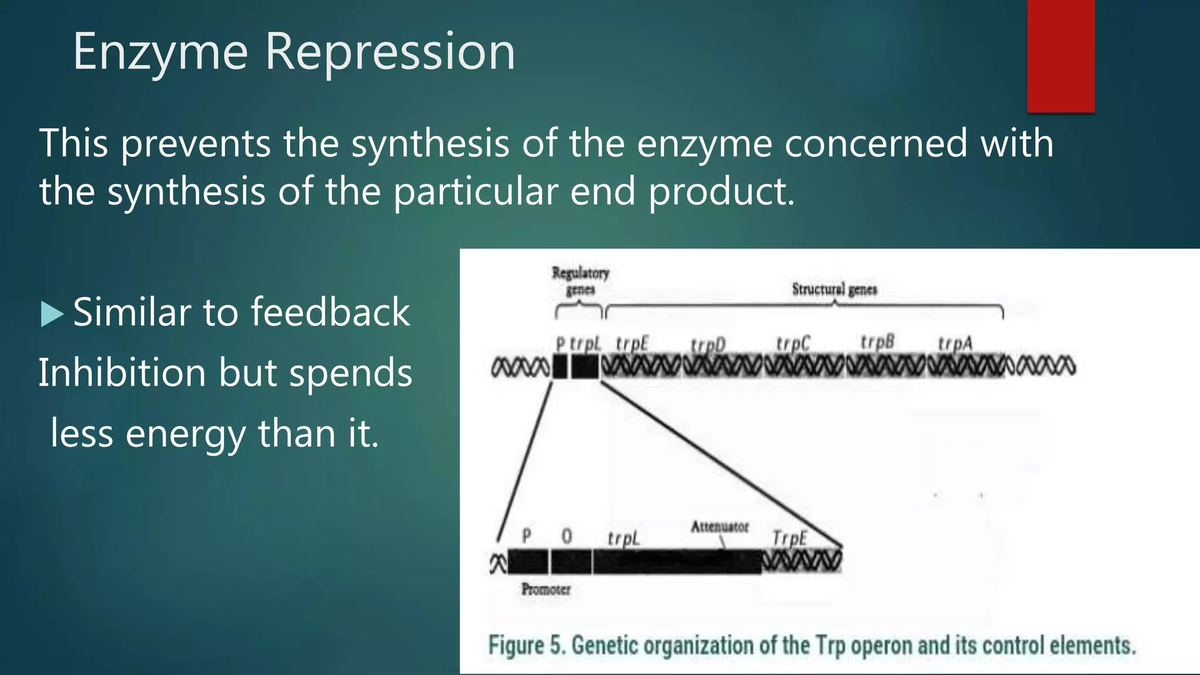 Enzyme Repression
This prevents the synthesis of the enzyme concerned with
the synthesis of the particular end product.
Similar to feedback
Inhibition but spends
less energy than it.
Regulatory
genes
Structural genes
P trpL trpE trpD trpC trpB trpA
P O trpL Attenuator TrpE
Promoter
Figure 5. Genetic organization of the Trp operon and its control elements.